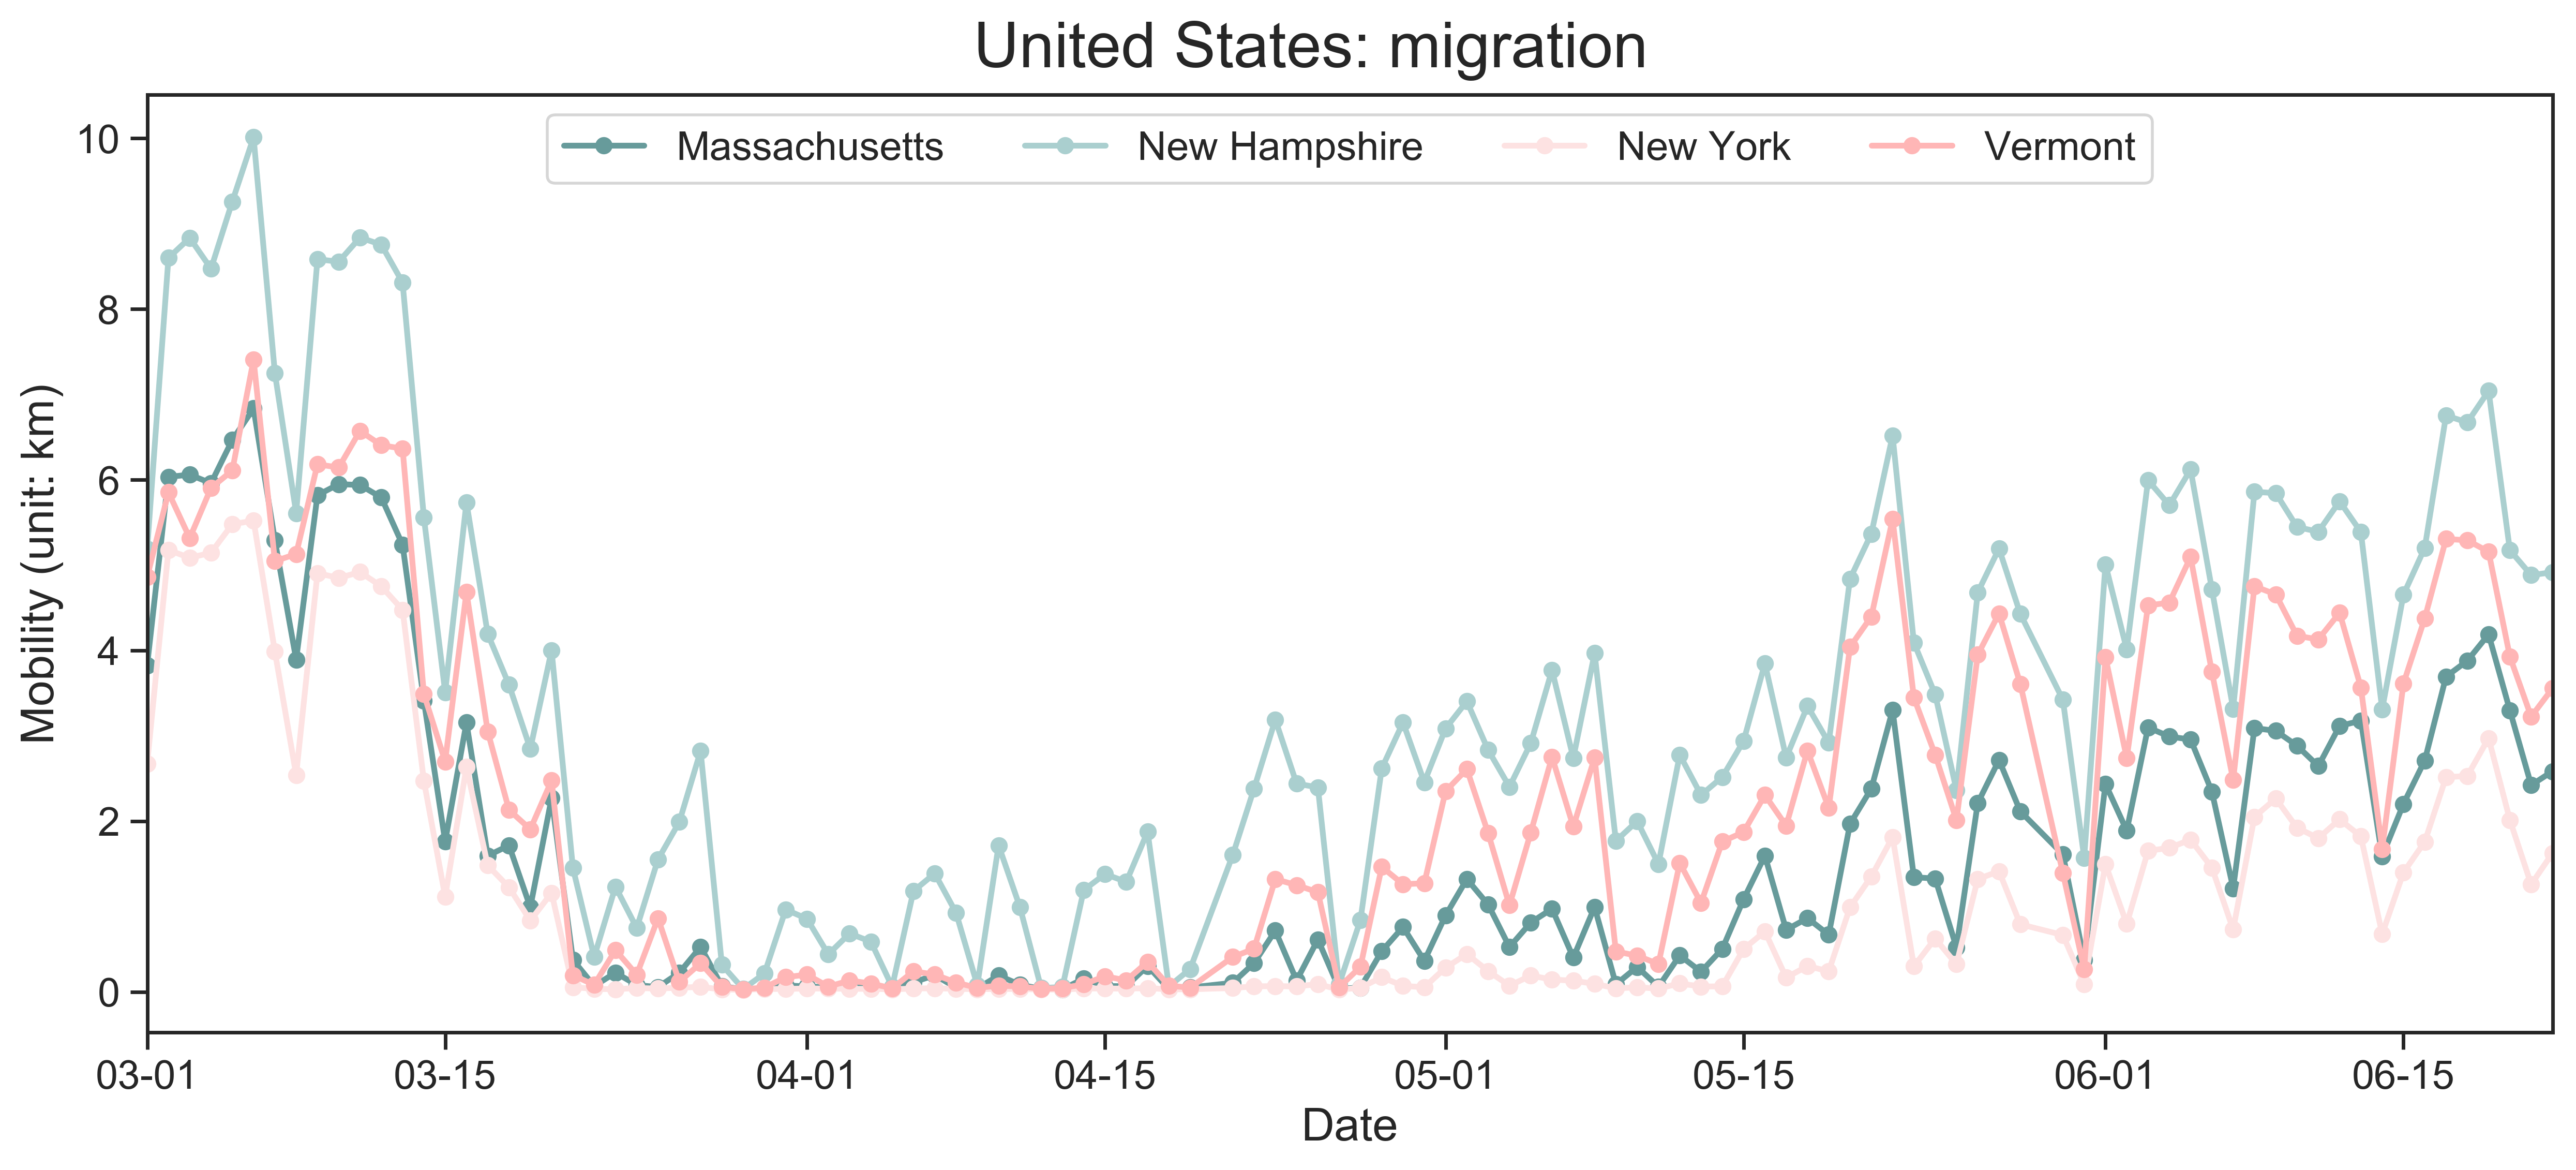 United States: migration
Massachusetts New Hampshire New York Vermont
Mobility (unit: km)
10
8
6
4
2
0
03-01 03-15 04-01 04-15 05-01 05-15 06-01 06-15
Date